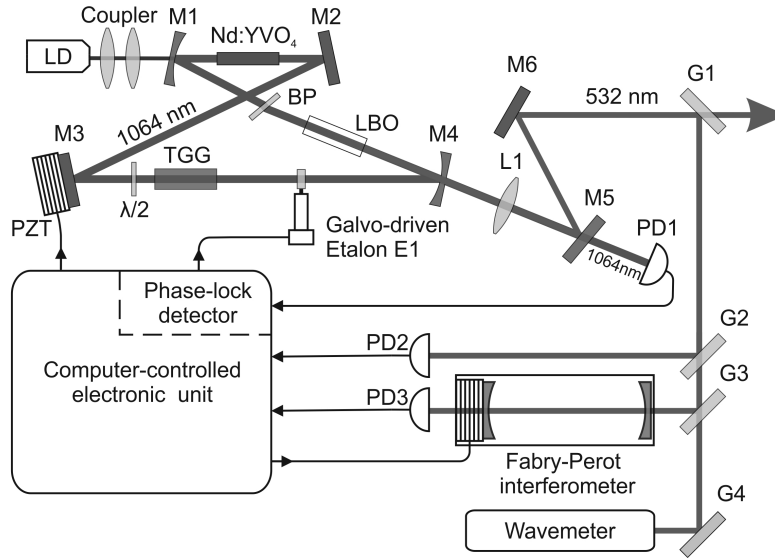 Coupler
M1
M2
Nd:YVO₄
LD
M6
532 nm
G1
BP
1064 nm
M3
LBO
M4
TGG
L1
M5
PD1
λ/2
PZT
Galvo-driven
Etalon E1
1064nm
Phase-lock
detector
G2
PD2
Computer-controlled
electronic unit
G3
PD3
Fabry-Perot
interferometer
G4
Wavemeter